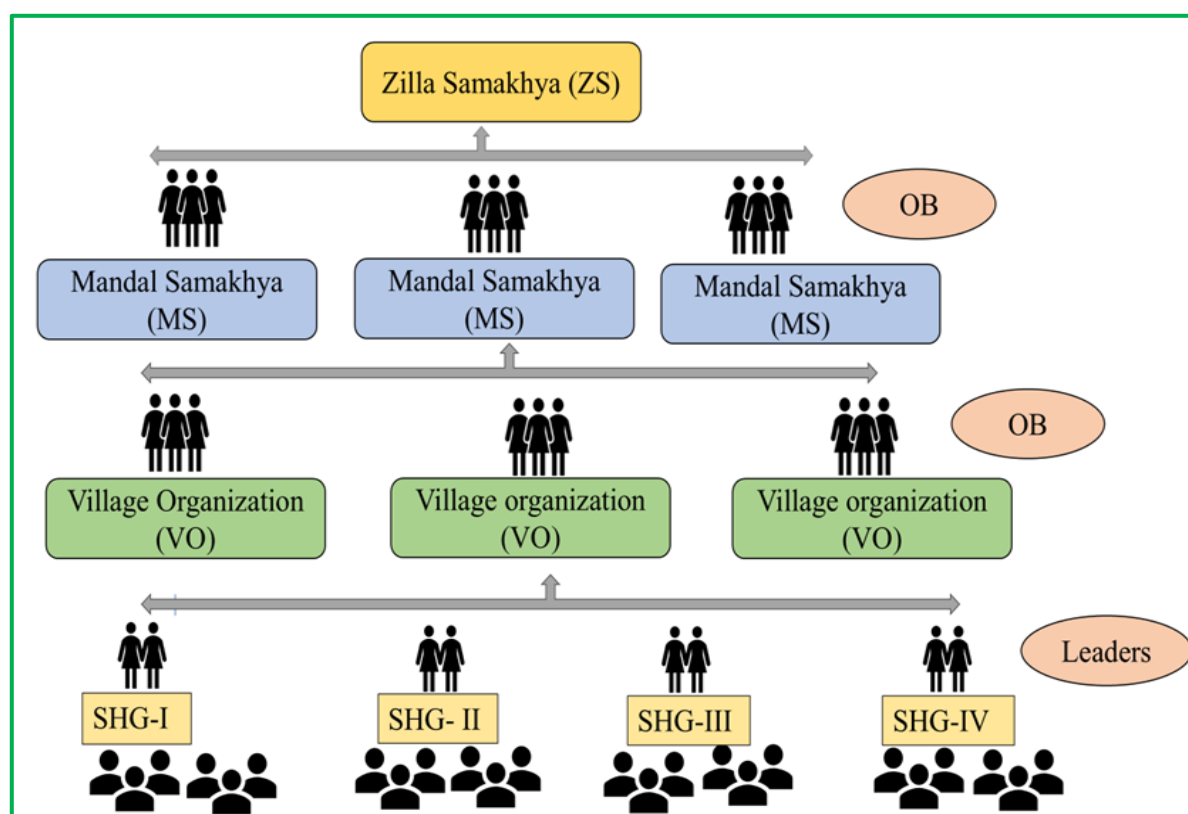 Zilla Samakhya (ZS)
OB
Mandal Samakhya
(MS)
Mandal Samakhya
(MS)
Mandal Samakhya
(MS)
OB
Village Organization
(VO)
Village organization
(VO)
Village organization
(VO)
Leaders
SHG-I
SHG- II
SHG-III
SHG-IV